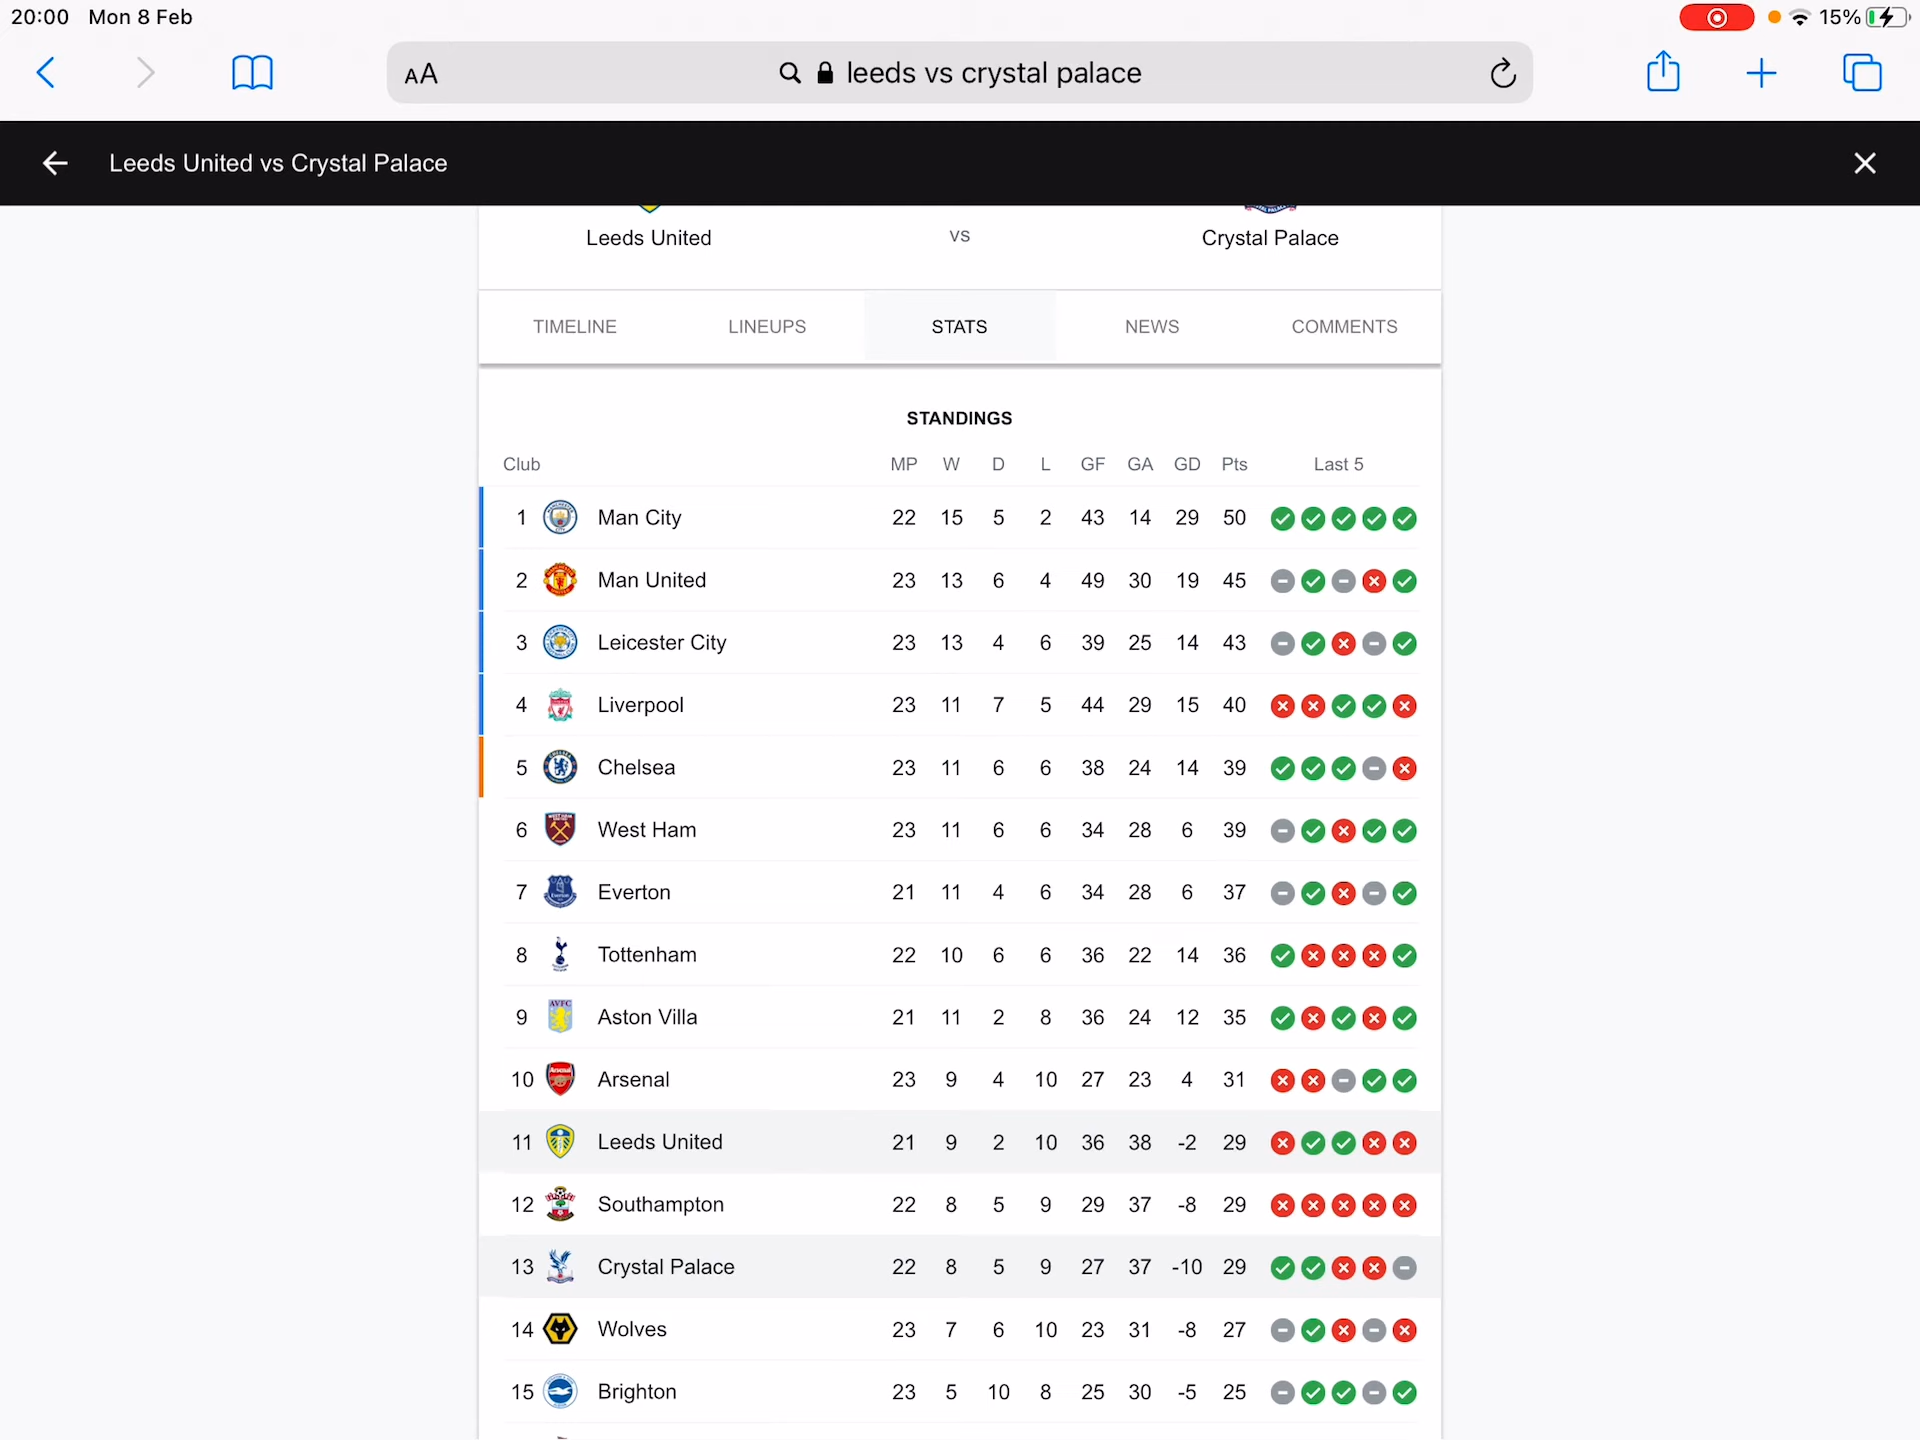 20:00 Mon 8 Feb 15%
AA leeds vs crystal palace
Leeds United vs Crystal Palace
Leeds United vs Crystal Palace
TIMELINE LINEUPS STATS NEWS COMMENTS
STANDINGS
Club MP W D L GF GA GD Pts Last 5
1 Man City 22 15 5 2 43 14 29 50
2 Man United 23 13 6 4 49 30 19 45
3 Leicester City 23 13 4 6 39 25 14 43
4 Liverpool 23 11 7 5 44 29 15 40
5 Chelsea 23 11 6 6 38 24 14 39
6 West Ham 23 11 6 6 34 28 6 39
7 Everton 21 11 4 6 34 28 6 37
8 Tottenham 22 10 6 6 36 22 14 36
9 Aston Villa 21 11 2 8 36 24 12 35
10 Arsenal 23 9 4 10 27 23 4 31
11 Leeds United 21 9 2 10 36 38 -2 29
12 Southampton 22 8 5 9 29 37 -8 29
13 Crystal Palace 22 8 5 9 27 37 -10 29
14 Wolves 23 7 6 10 23 31 -8 27
15 Brighton 23 5 10 8 25 30 -5 25